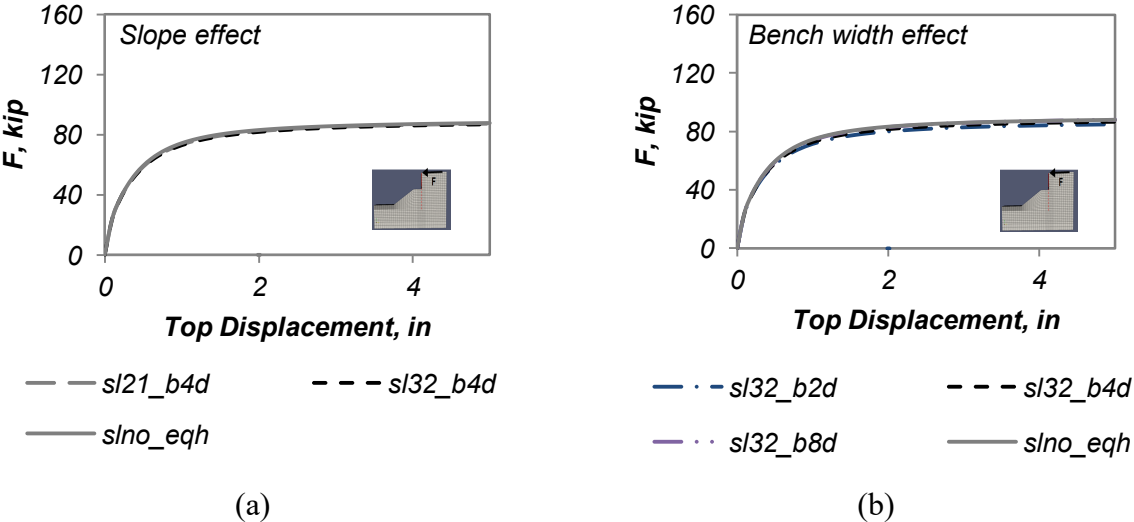 Slope effect
F, kip
160
120
80
40
0
F
0 2 4
Top Displacement, in
sl21_b4d sl32_b4d
slno_eqh
(a)
Bench width effect
F, kip
160
120
80
40
0
F
0 2 4
Top Displacement, in
sl32_b2d sl32_b4d
sl32_b8d slno_eqh
(b)